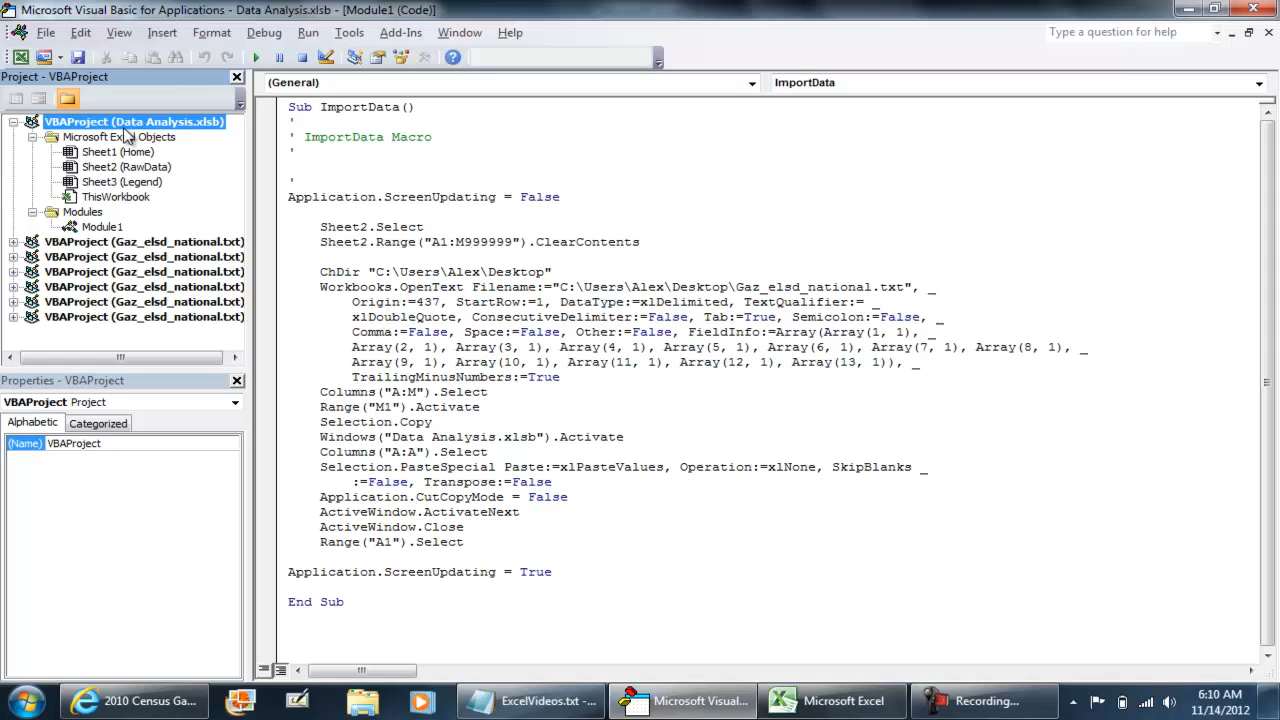 Microsoft Visual Basic for Applications - Data Analysis.xlsb - [Module1 (Code)]
File Edit View Insert Format Debug Run Tools Add-Ins Window Help
Type a question for help
Project - VBAProject
VBAProject (Data Analysis.xlsb)
Microsoft Excel Objects
Sheet1 (Home)
Sheet2 (RawData)
Sheet3 (Legend)
ThisWorkbook
Modules
Module1
VBAProject (Gaz_elsd_national.txt)
VBAProject (Gaz_elsd_national.txt)
VBAProject (Gaz_elsd_national.txt)
VBAProject (Gaz_elsd_national.txt)
VBAProject (Gaz_elsd_national.txt)
VBAProject (Gaz_elsd_national.txt)
Properties - VBAProject
VBAProject Project
Alphabetic Categorized
(Name) VBAProject
(General) ImportData
Sub ImportData()
'
' ImportData Macro
'
'
Application.ScreenUpdating = False
Sheet2.Select
Sheet2.Range("A1:M999999").ClearContents
ChDir "C:\Users\Alex\Desktop"
Workbooks.OpenText Filename:="C:\Users\Alex\Desktop\Gaz_elsd_national.txt", _
Origin:=437, StartRow:=1, DataType:=xlDelimited, TextQualifier:= _
xlDoubleQuote, ConsecutiveDelimiter:=False, Tab:=True, Semicolon:=False, _
Comma:=False, Space:=False, Other:=False, FieldInfo:=Array(Array(1, 1), _
Array(2, 1), Array(3, 1), Array(4, 1), Array(5, 1), Array(6, 1), Array(7, 1), Array(8, 1), _
Array(9, 1), Array(10, 1), Array(11, 1), Array(12, 1), Array(13, 1)), _
TrailingMinusNumbers:=True
Columns("A:M").Select
Range("M1").Activate
Selection.Copy
Windows("Data Analysis.xlsb").Activate
Columns("A:A").Select
Selection.PasteSpecial Paste:=xlPasteValues, Operation:=xlNone, SkipBlanks _
:=False, Transpose:=False
Application.CutCopyMode = False
ActiveWindow.ActivateNext
ActiveWindow.Close
Range("A1").Select
Application.ScreenUpdating = True
End Sub
2010 Census Ga...
ExcelVideos.txt -...
Microsoft Visual...
Microsoft Excel
Recording...
6:10 AM
11/14/2012